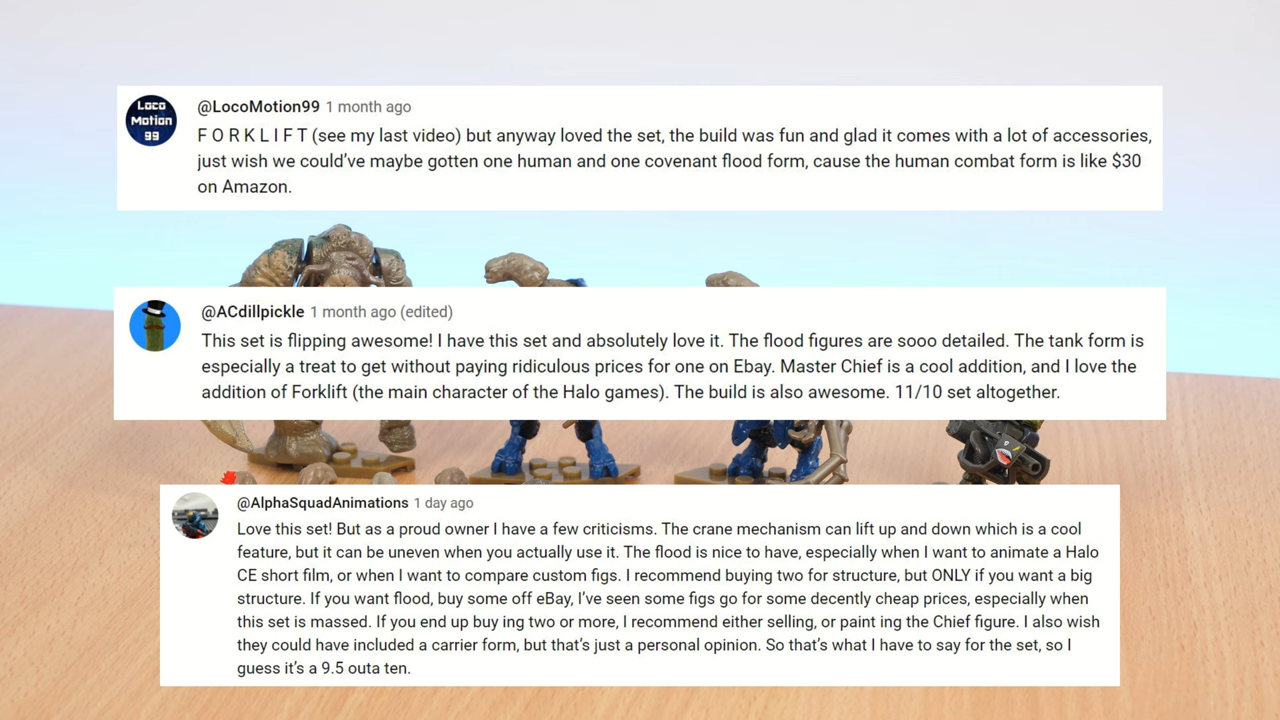 Loco
Motion
99
@LocoMotion99 1 month ago
F O R K L I F T (see my last video) but anyway loved the set, the build was fun and glad it comes with a lot of accessories,
just wish we could've maybe gotten one human and one covenant flood form, cause the human combat form is like $30
on Amazon.
@ACdillpickle 1 month ago (edited)
This set is flipping awesome! I have this set and absolutely love it. The flood figures are sooo detailed. The tank form is
especially a treat to get without paying ridiculous prices for one on Ebay. Master Chief is a cool addition, and I love the
addition of Forklift (the main character of the Halo games). The build is also awesome. 11/10 set altogether.
@AlphaSquadAnimations 1 day ago
Love this set! But as a proud owner I have a few criticisms. The crane mechanism can lift up and down which is a cool
feature, but it can be uneven when you actually use it. The flood is nice to have, especially when I want to animate a Halo
CE short film, or when I want to compare custom figs. I recommend buying two for structure, but ONLY if you want a big
structure. If you want flood, buy some off eBay, I've seen some figs go for some decently cheap prices, especially when
this set is massed. If you end up buy ing two or more, I recommend either selling, or paint ing the Chief figure. I also wish
they could have included a carrier form, but that's just a personal opinion. So that's what I have to say for the set, so I
guess it's a 9.5 outa ten.